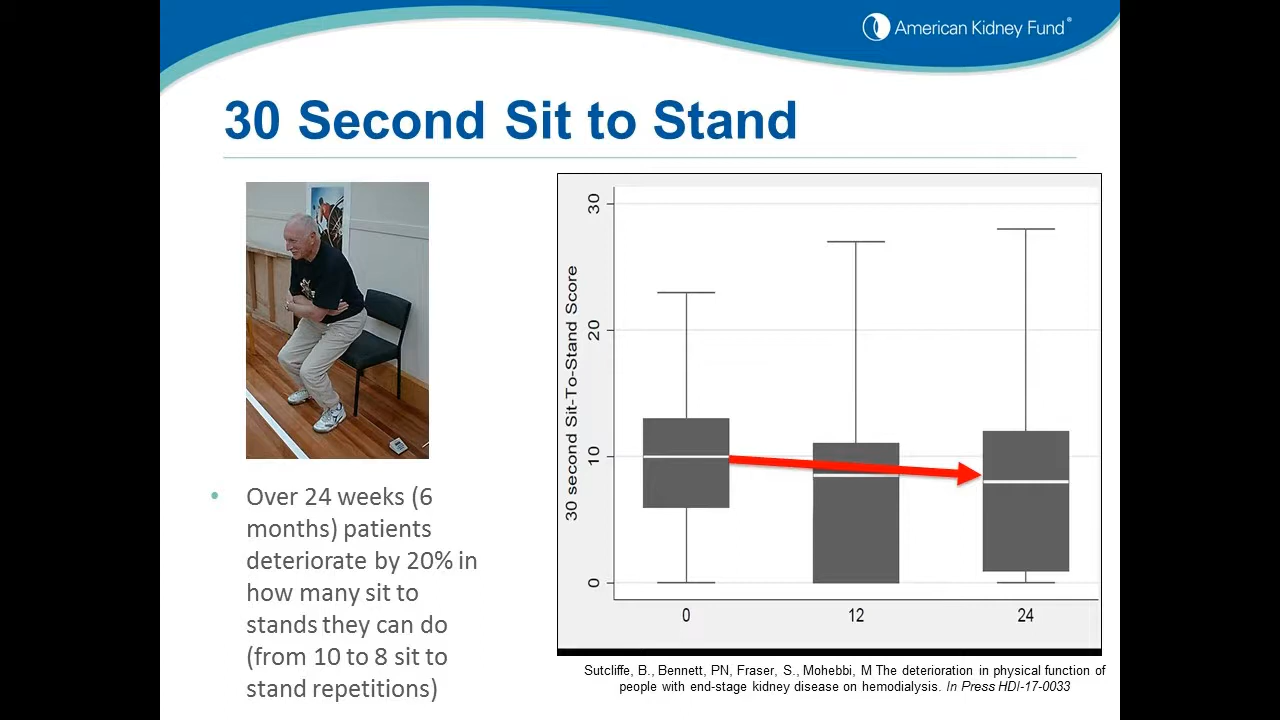 American Kidney Fund®
30 Second Sit to Stand
• Over 24 weeks (6
months) patients
deteriorate by 20% in
how many sit to
stands they can do
(from 10 to 8 sit to
stand repetitions)
30 second Sit-To-Stand Score
30
20
10
0
0 12 24
Sutcliffe, B., Bennett, PN, Fraser, S., Mohebbi, M The deterioration in physical function of
people with end-stage kidney disease on hemodialysis. In Press HDI-17-0033